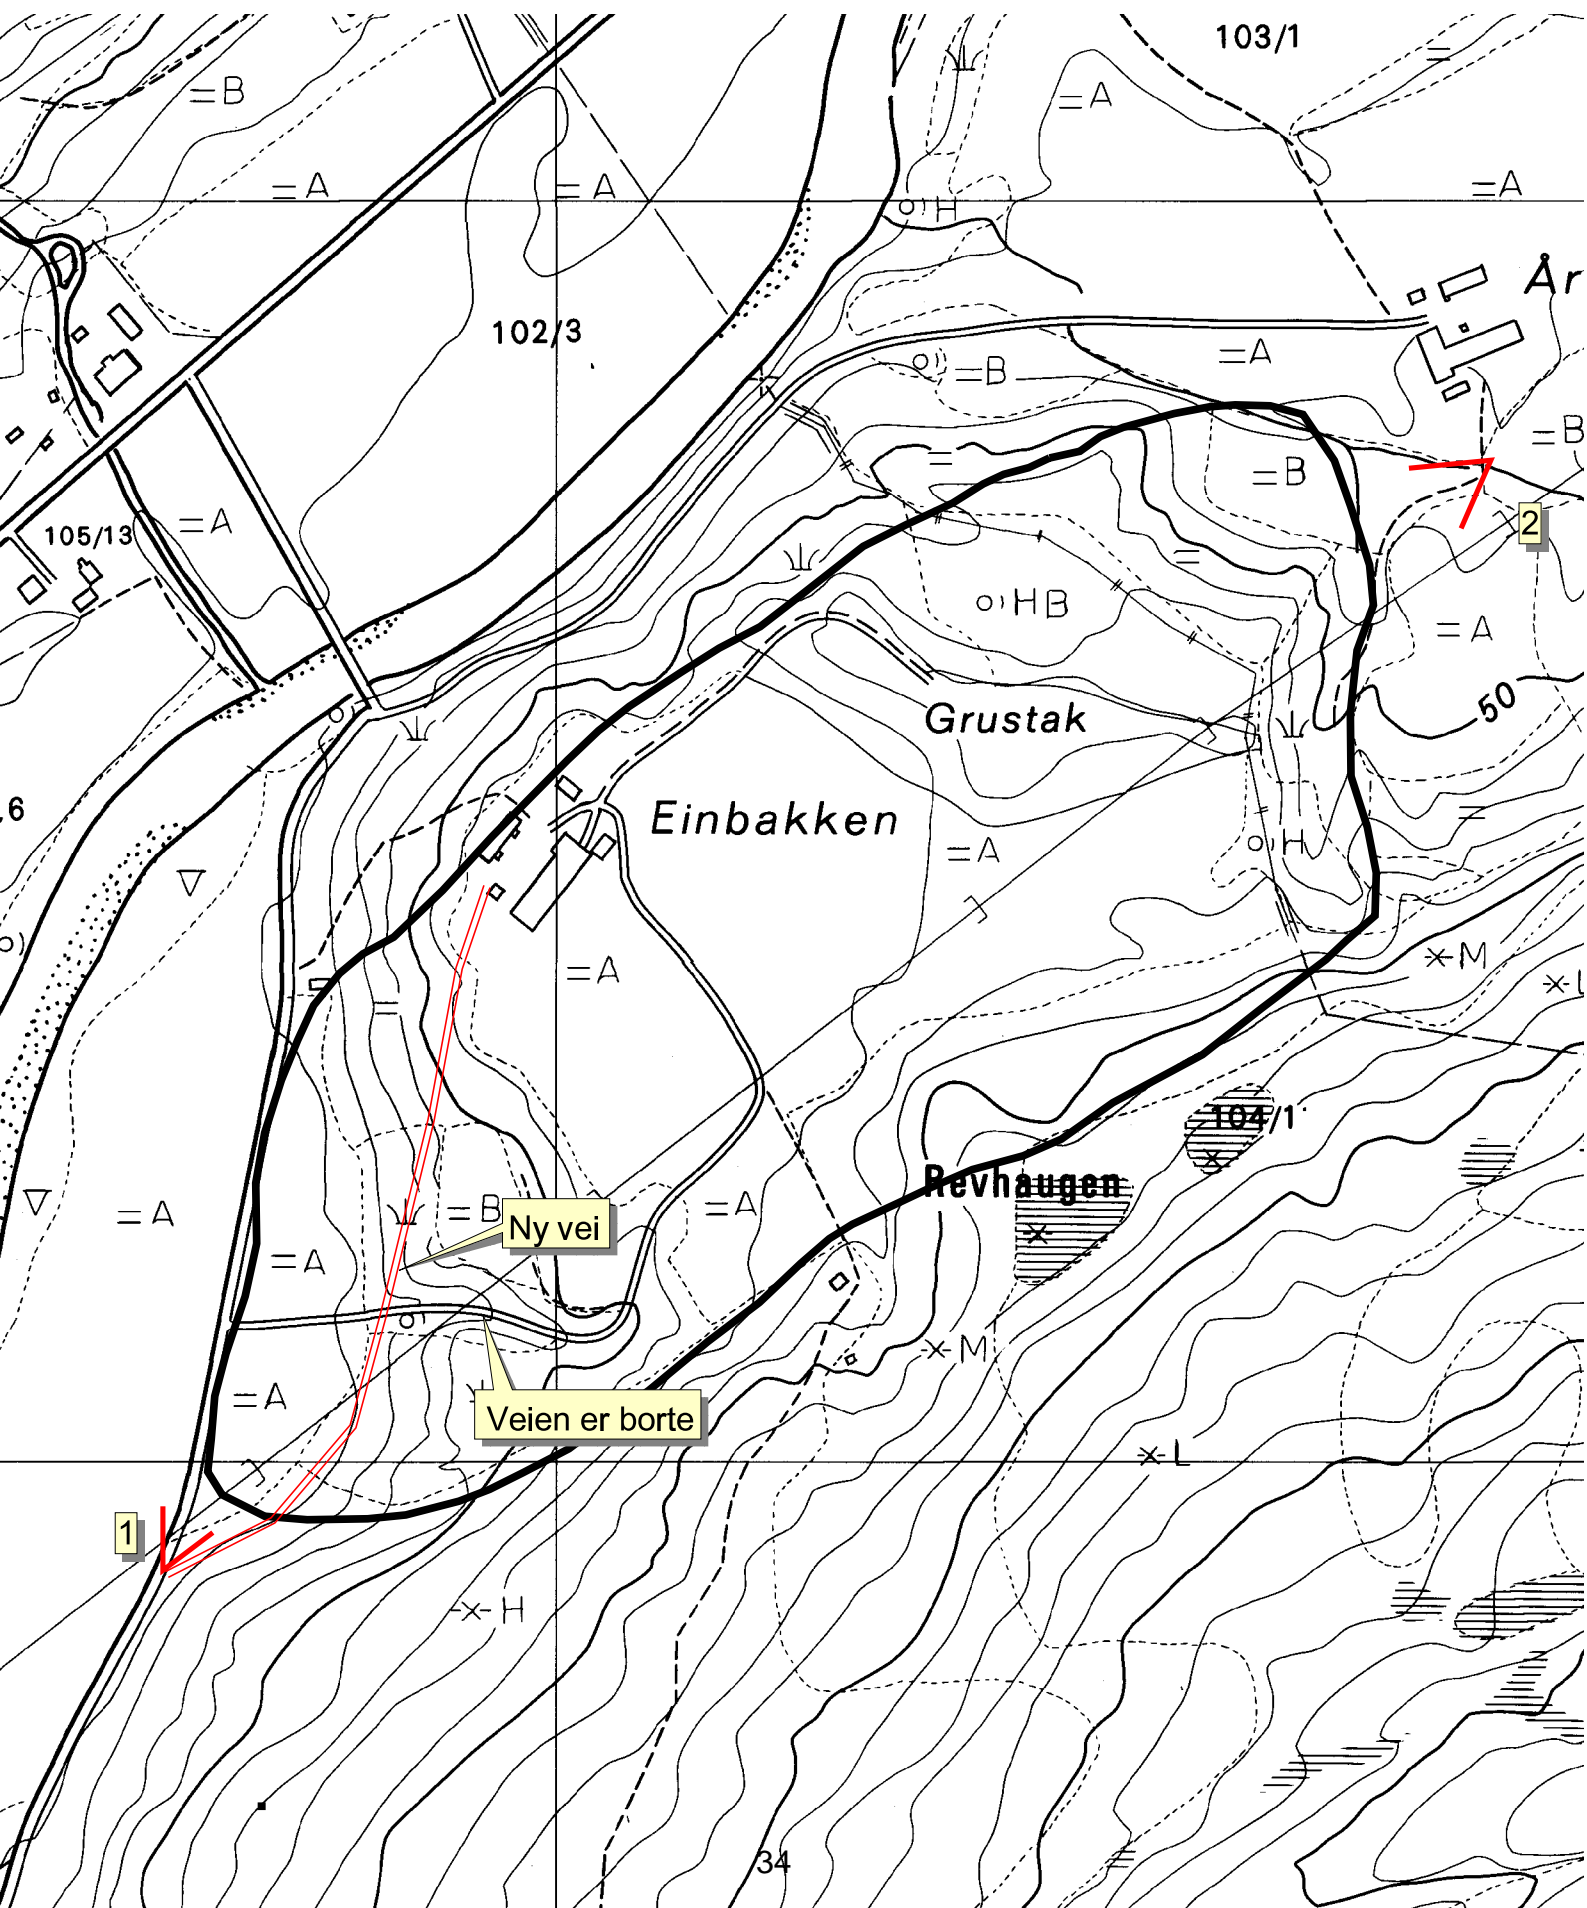 103/1
=B
=A
=A
=A
=A
H
År
102/3
=A
=B
=B
=B
105/13
=A
2
HB
=A
50
Grustak
.6
Einbakken
=A
H
=A
M
L
104/1
Revhaugen
=A
=B
=A
Ny vei
=A
M
=A
Veien er borte
L
1
H
34